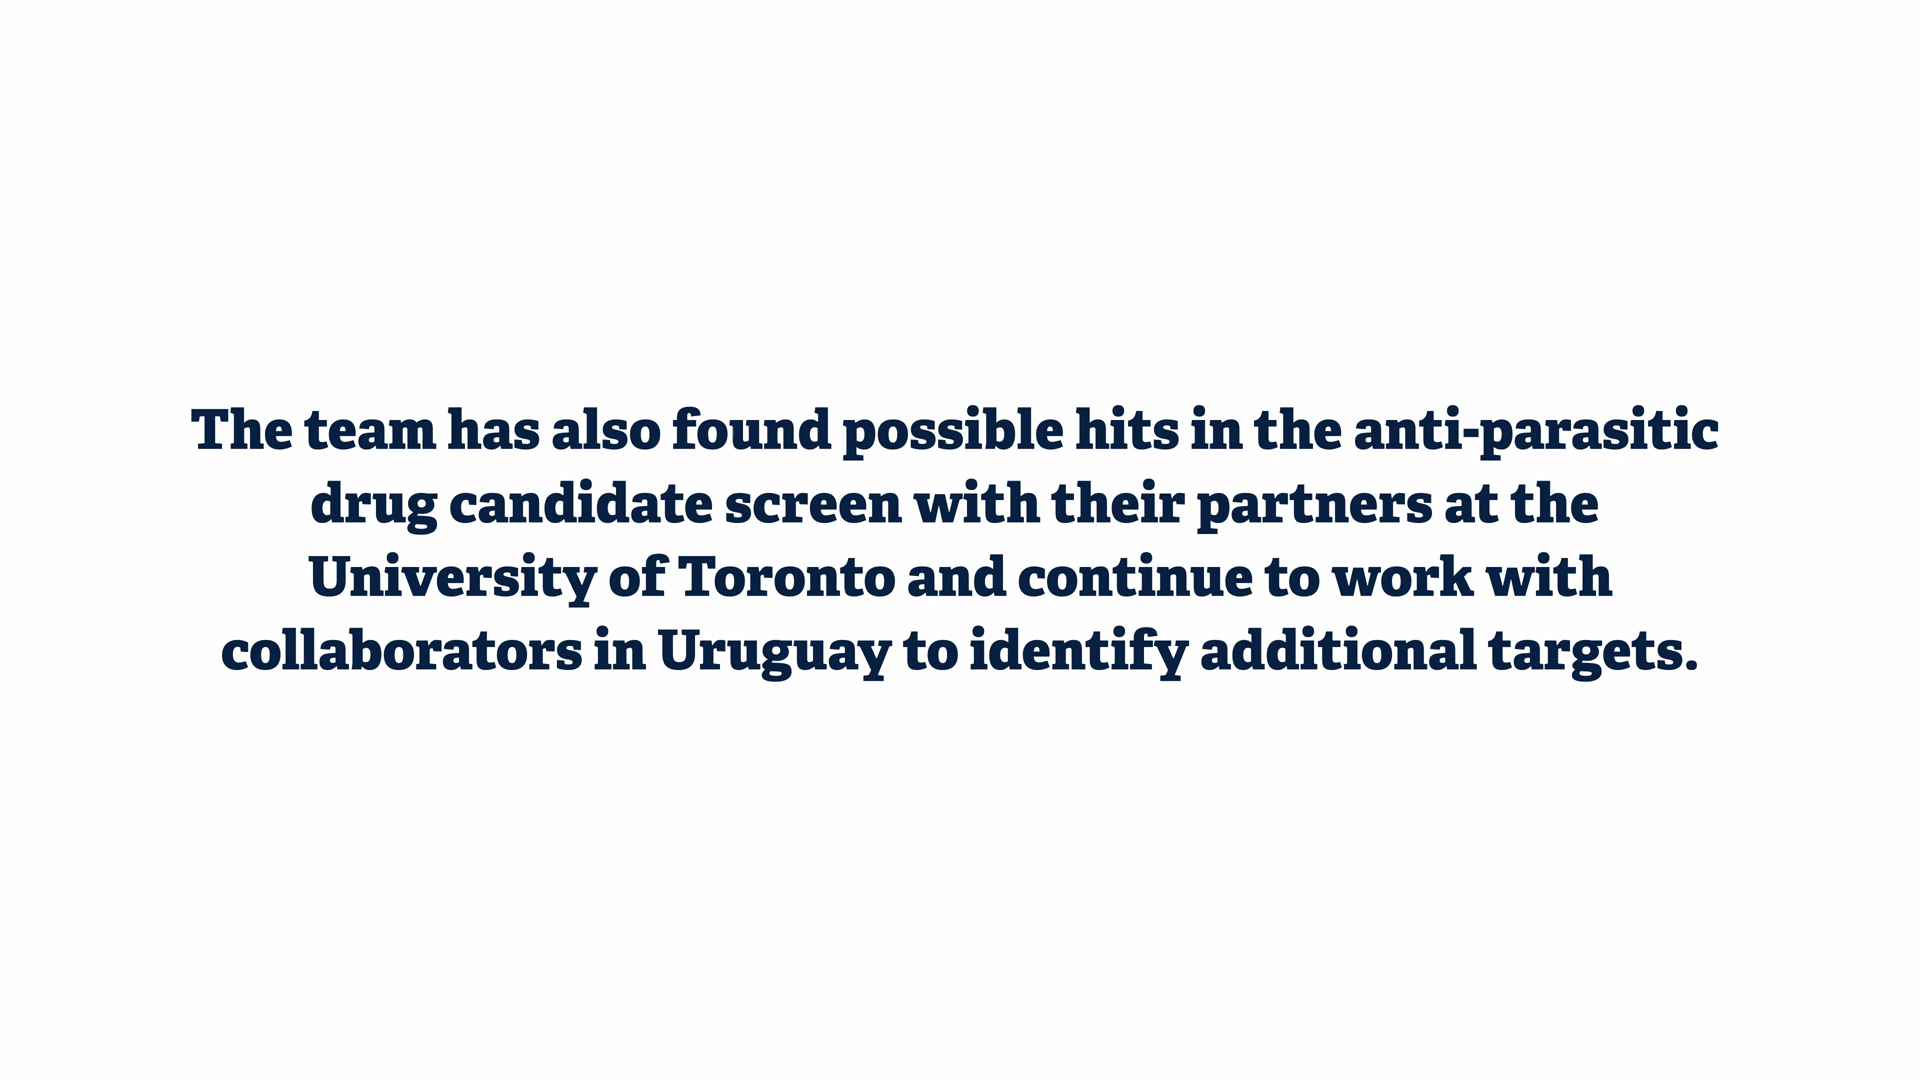 The team has also found possible hits in the anti-parasitic
drug candidate screen with their partners at the
University of Toronto and continue to work with
collaborators in Uruguay to identify additional targets.